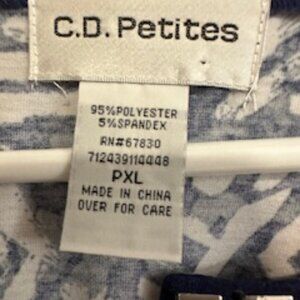 C.D. Petites
95%POLYESTER
5%SPANDEX
RN#67830
712439114448
PXL
MADE IN CHINA
OVER FOR CARE